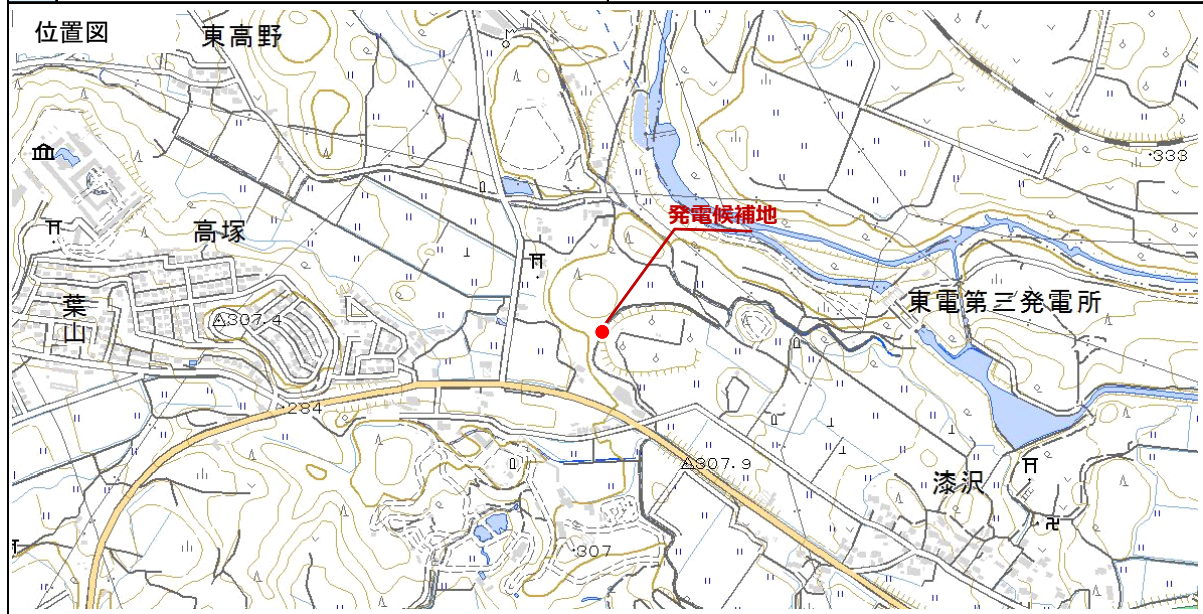 位置図
東高野
・333
発電候補地
高塚
東電第三発電所
葉山
△307.4
・284
△307.9
漆沢
・307